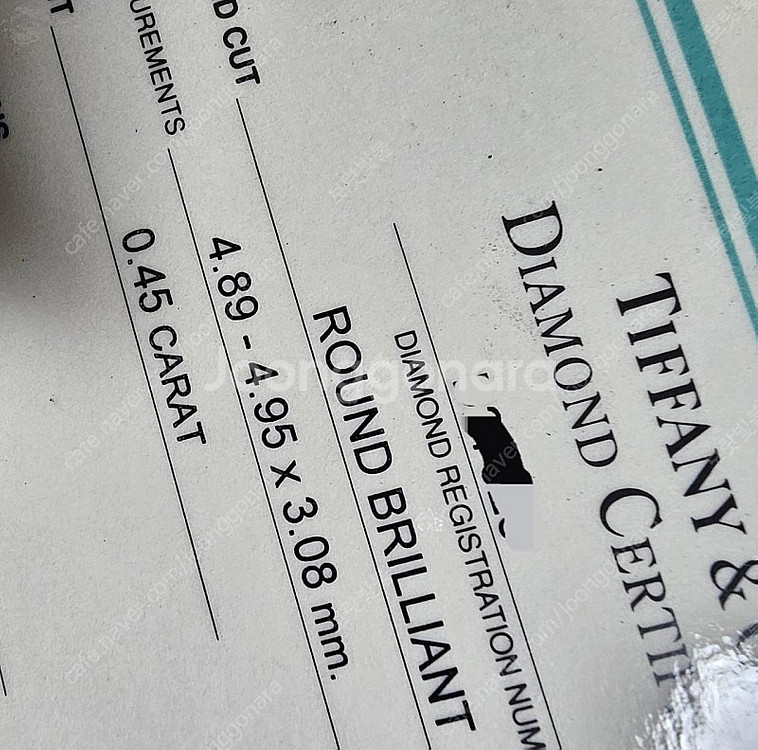 TIFFANY &
DIAMOND CERTI
DIAMOND REGISTRATION NUM
D CUT
ROUND BRILLIANT
UREMENTS
4.89 - 4.95 x 3.08 mm.
T
0.45 CARAT
Joonggonara